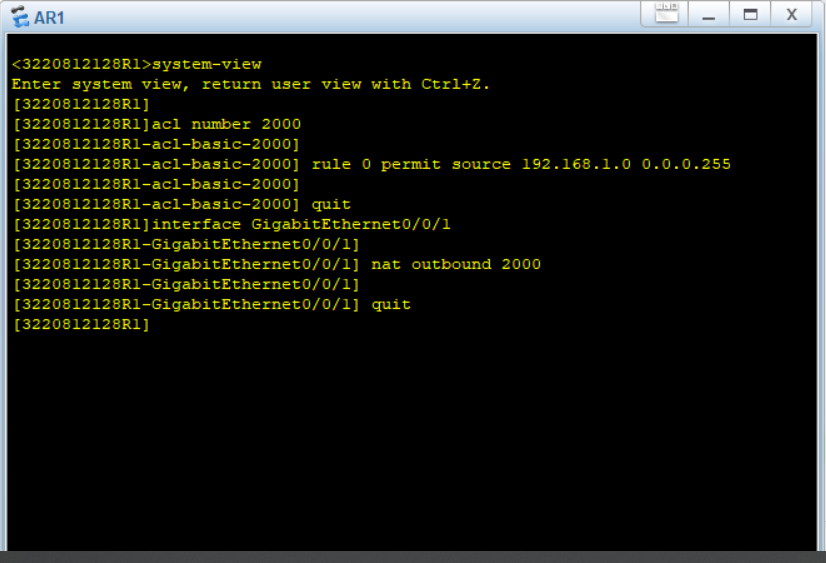 AR1
<3220812128R1>system-view
Enter system view, return user view with Ctrl+Z.
[3220812128R1]
[3220812128R1]acl number 2000
[3220812128R1-acl-basic-2000]
[3220812128R1-acl-basic-2000] rule 0 permit source 192.168.1.0 0.0.0.255
[3220812128R1-acl-basic-2000]
[3220812128R1-acl-basic-2000] quit
[3220812128R1]interface GigabitEthernet0/0/1
[3220812128R1-GigabitEthernet0/0/1]
[3220812128R1-GigabitEthernet0/0/1] nat outbound 2000
[3220812128R1-GigabitEthernet0/0/1]
[3220812128R1-GigabitEthernet0/0/1] quit
[3220812128R1]